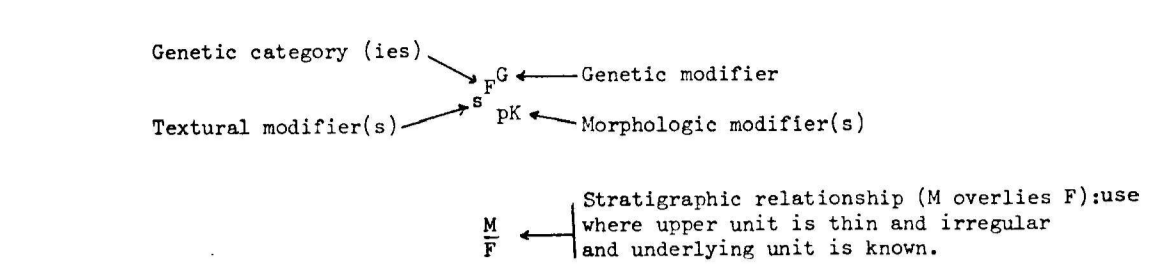 Genetic category (ies)
F G
Genetic modifier
s
pK
Textural modifier(s)
Morphologic modifier(s)
Stratigraphic relationship (M overlies F):use
M
where upper unit is thin and irregular
F
and underlying unit is known.